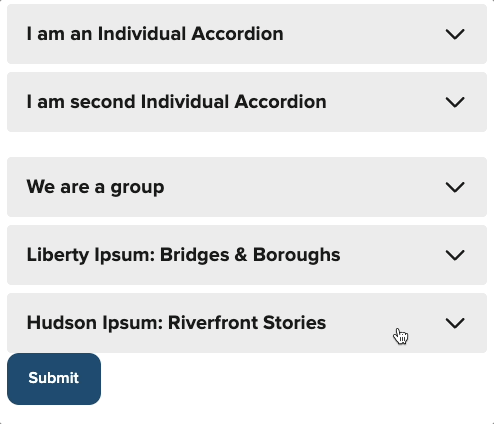 I am an Individual Accordion
I am second Individual Accordion
We are a group
Liberty Ipsum: Bridges & Boroughs
Hudson Ipsum: Riverfront Stories
Submit